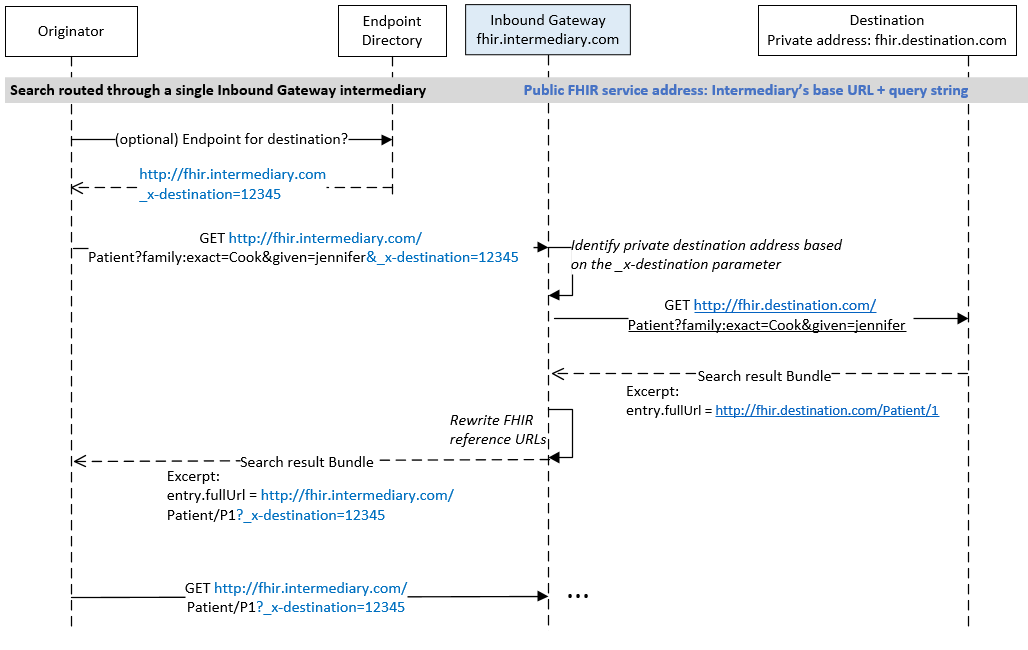 Originator
Endpoint
Directory
Inbound Gateway
fhir.intermediary.com
Destination
Private address: fhir.destination.com
Search routed through a single Inbound Gateway intermediary
Public FHIR service address: Intermediary's base URL + query string
(optional) Endpoint for destination?
http://fhir.intermediary.com
_x-destination=12345
GET http://fhir.intermediary.com/
Patient?family:exact=Cook&given=jennifer&_x-destination=12345
Identify private destination address based
on the _x-destination parameter
GET http://fhir.destination.com/
Patient?family:exact=Cook&given=jennifer
Search result Bundle
Excerpt:
entry.fullUrl = http://fhir.destination.com/Patient/1
Rewrite FHIR
reference URLs
Search result Bundle
Excerpt:
entry.fullUrl = http://fhir.intermediary.com/
Patient/P1?_x-destination=12345
GET http://fhir.intermediary.com/
Patient/P1?_x-destination=12345
...